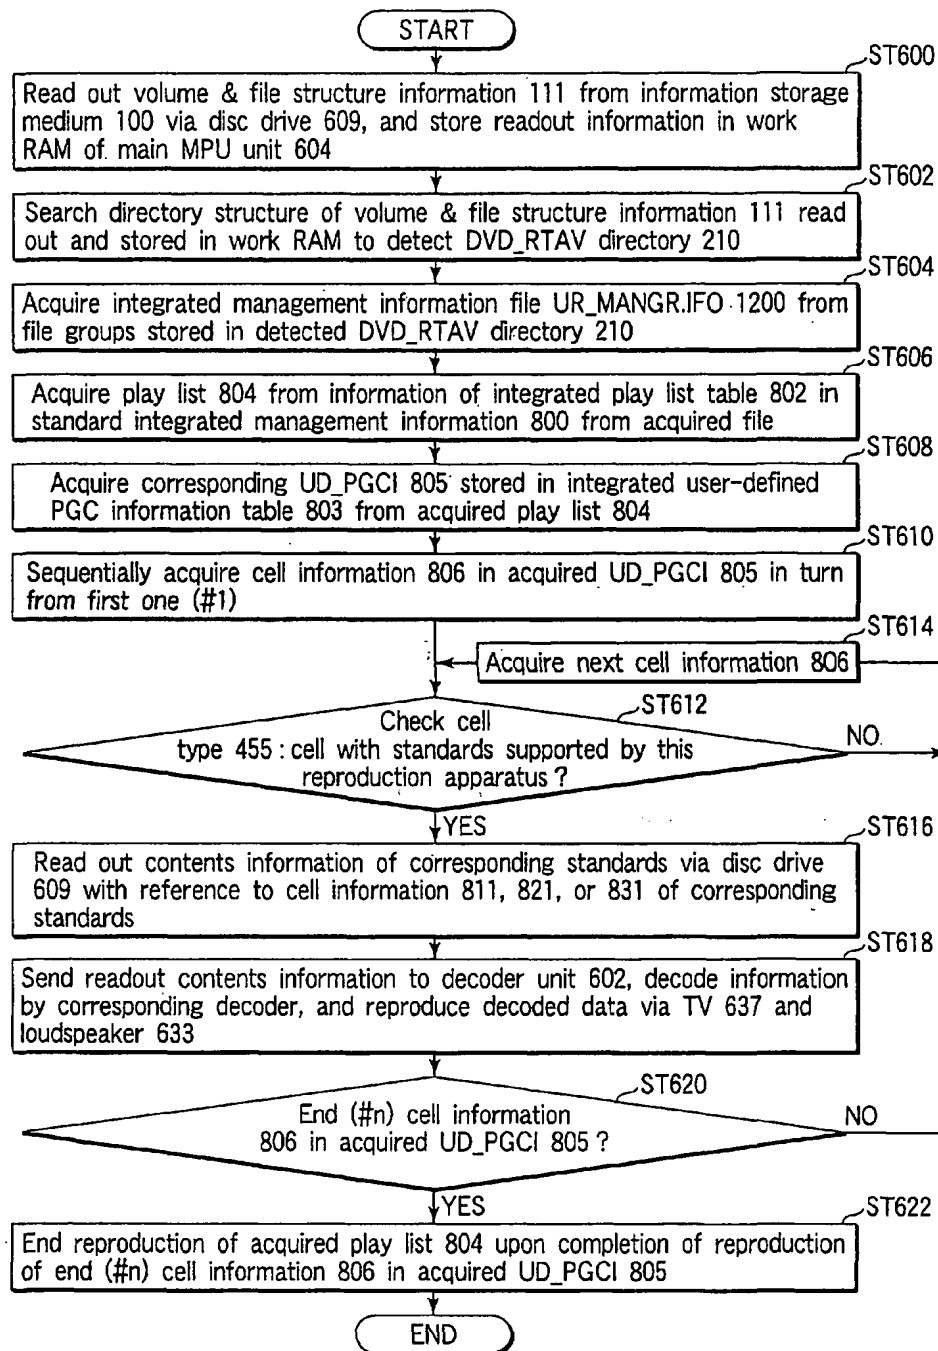 START
ST600
Read out volume & file structure information 111 from information storage
medium 100 via disc drive 609, and store readout information in work
RAM of main MPU unit 604
ST602
Search directory structure of volume & file structure information 111 read
out and stored in work RAM to detect DVD_RTAV directory 210
ST604
Acquire integrated management information file UR_MANGR.IFO 1200 from
file groups stored in detected DVD_RTAV directory 210
ST606
Acquire play list 804 from information of integrated play list table 802 in
standard integrated management information 800 from acquired file
ST608
Acquire corresponding UD_PGCI 805 stored in integrated user-defined
PGC information table 803 from acquired play list 804
ST610
Sequentially acquire cell information 806 in acquired UD_PGCI 805 in turn
from first one (#1)
ST614
Acquire next cell information 806
ST612
Check cell
type 455 : cell with standards supported by this
reproduction apparatus ?
NO
YES
ST616
Read out contents information of corresponding standards via disc drive
609 with reference to cell information 811, 821, or 831 of corresponding
standards
ST618
Send readout contents information to decoder unit 602, decode information
by corresponding decoder, and reproduce decoded data via TV 637 and
loudspeaker 633
ST620
End (#n) cell information
806 in acquired UD_PGCI 805 ?
NO
YES
ST622
End reproduction of acquired play list 804 upon completion of reproduction
of end (#n) cell information 806 in acquired UD_PGCI 805
END